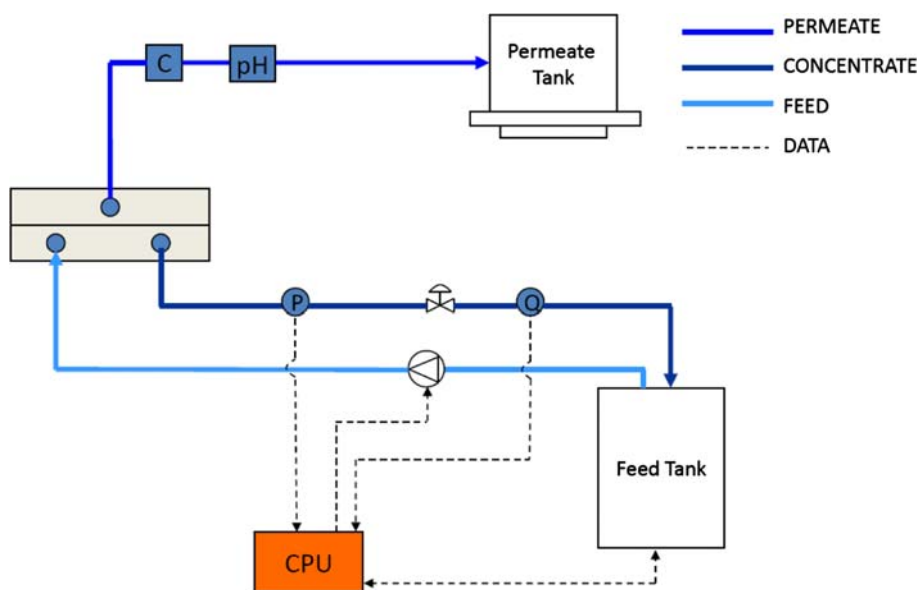 C
pH
Permeate
Tank
PERMEATE
CONCENTRATE
FEED
DATA
P
Q
Feed Tank
CPU